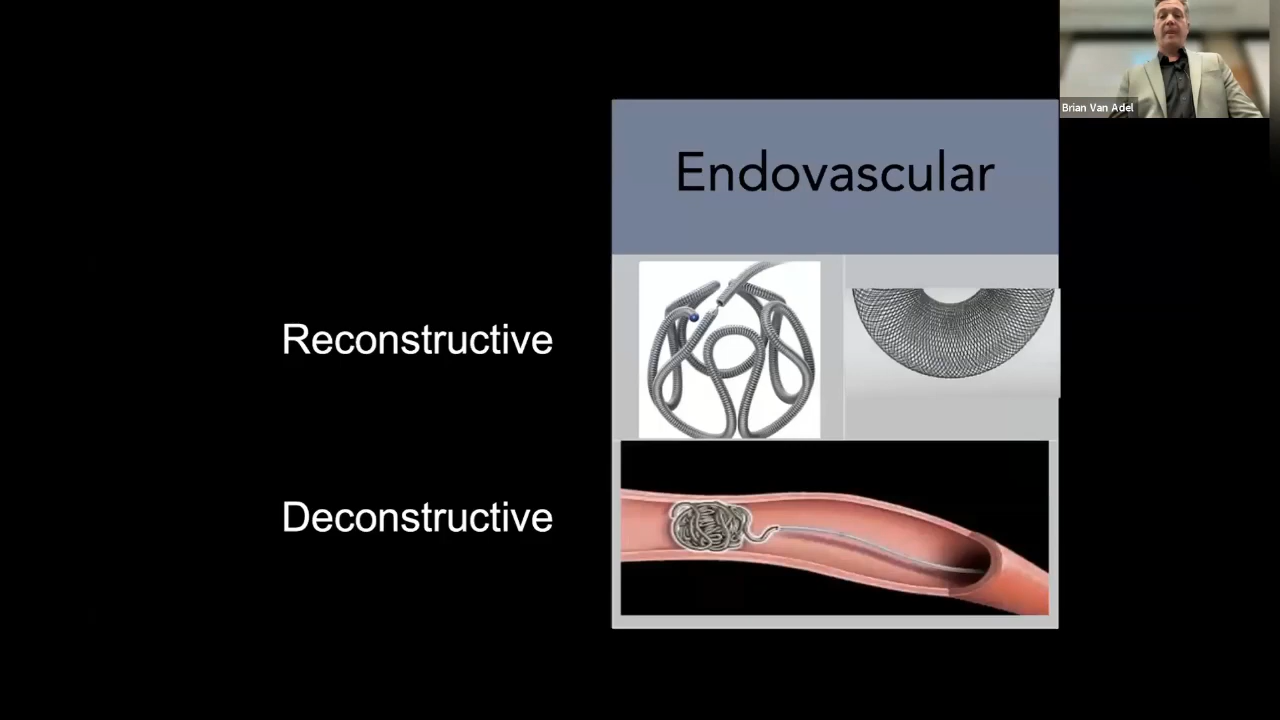 Brian Van Adel
Endovascular
Reconstructive
Deconstructive